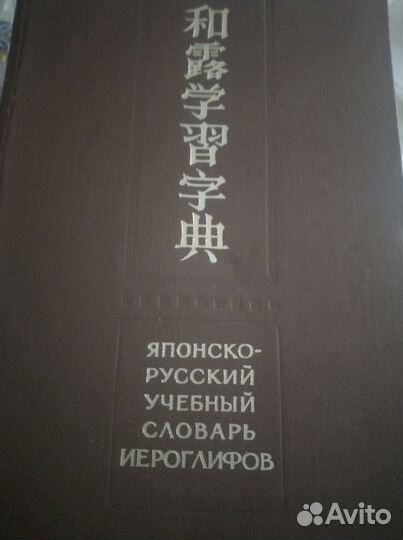 和露学習字典
ЯПОНСКО-
РУССКИЙ
УЧЕБНЫЙ
СЛОВАРЬ
ИЕРОГЛИФОВ
Avito